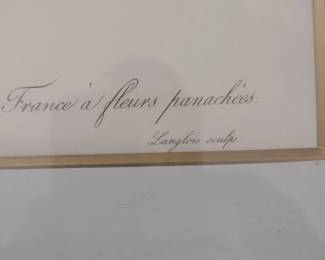 France à fleurs panachées.
Langlois sculp